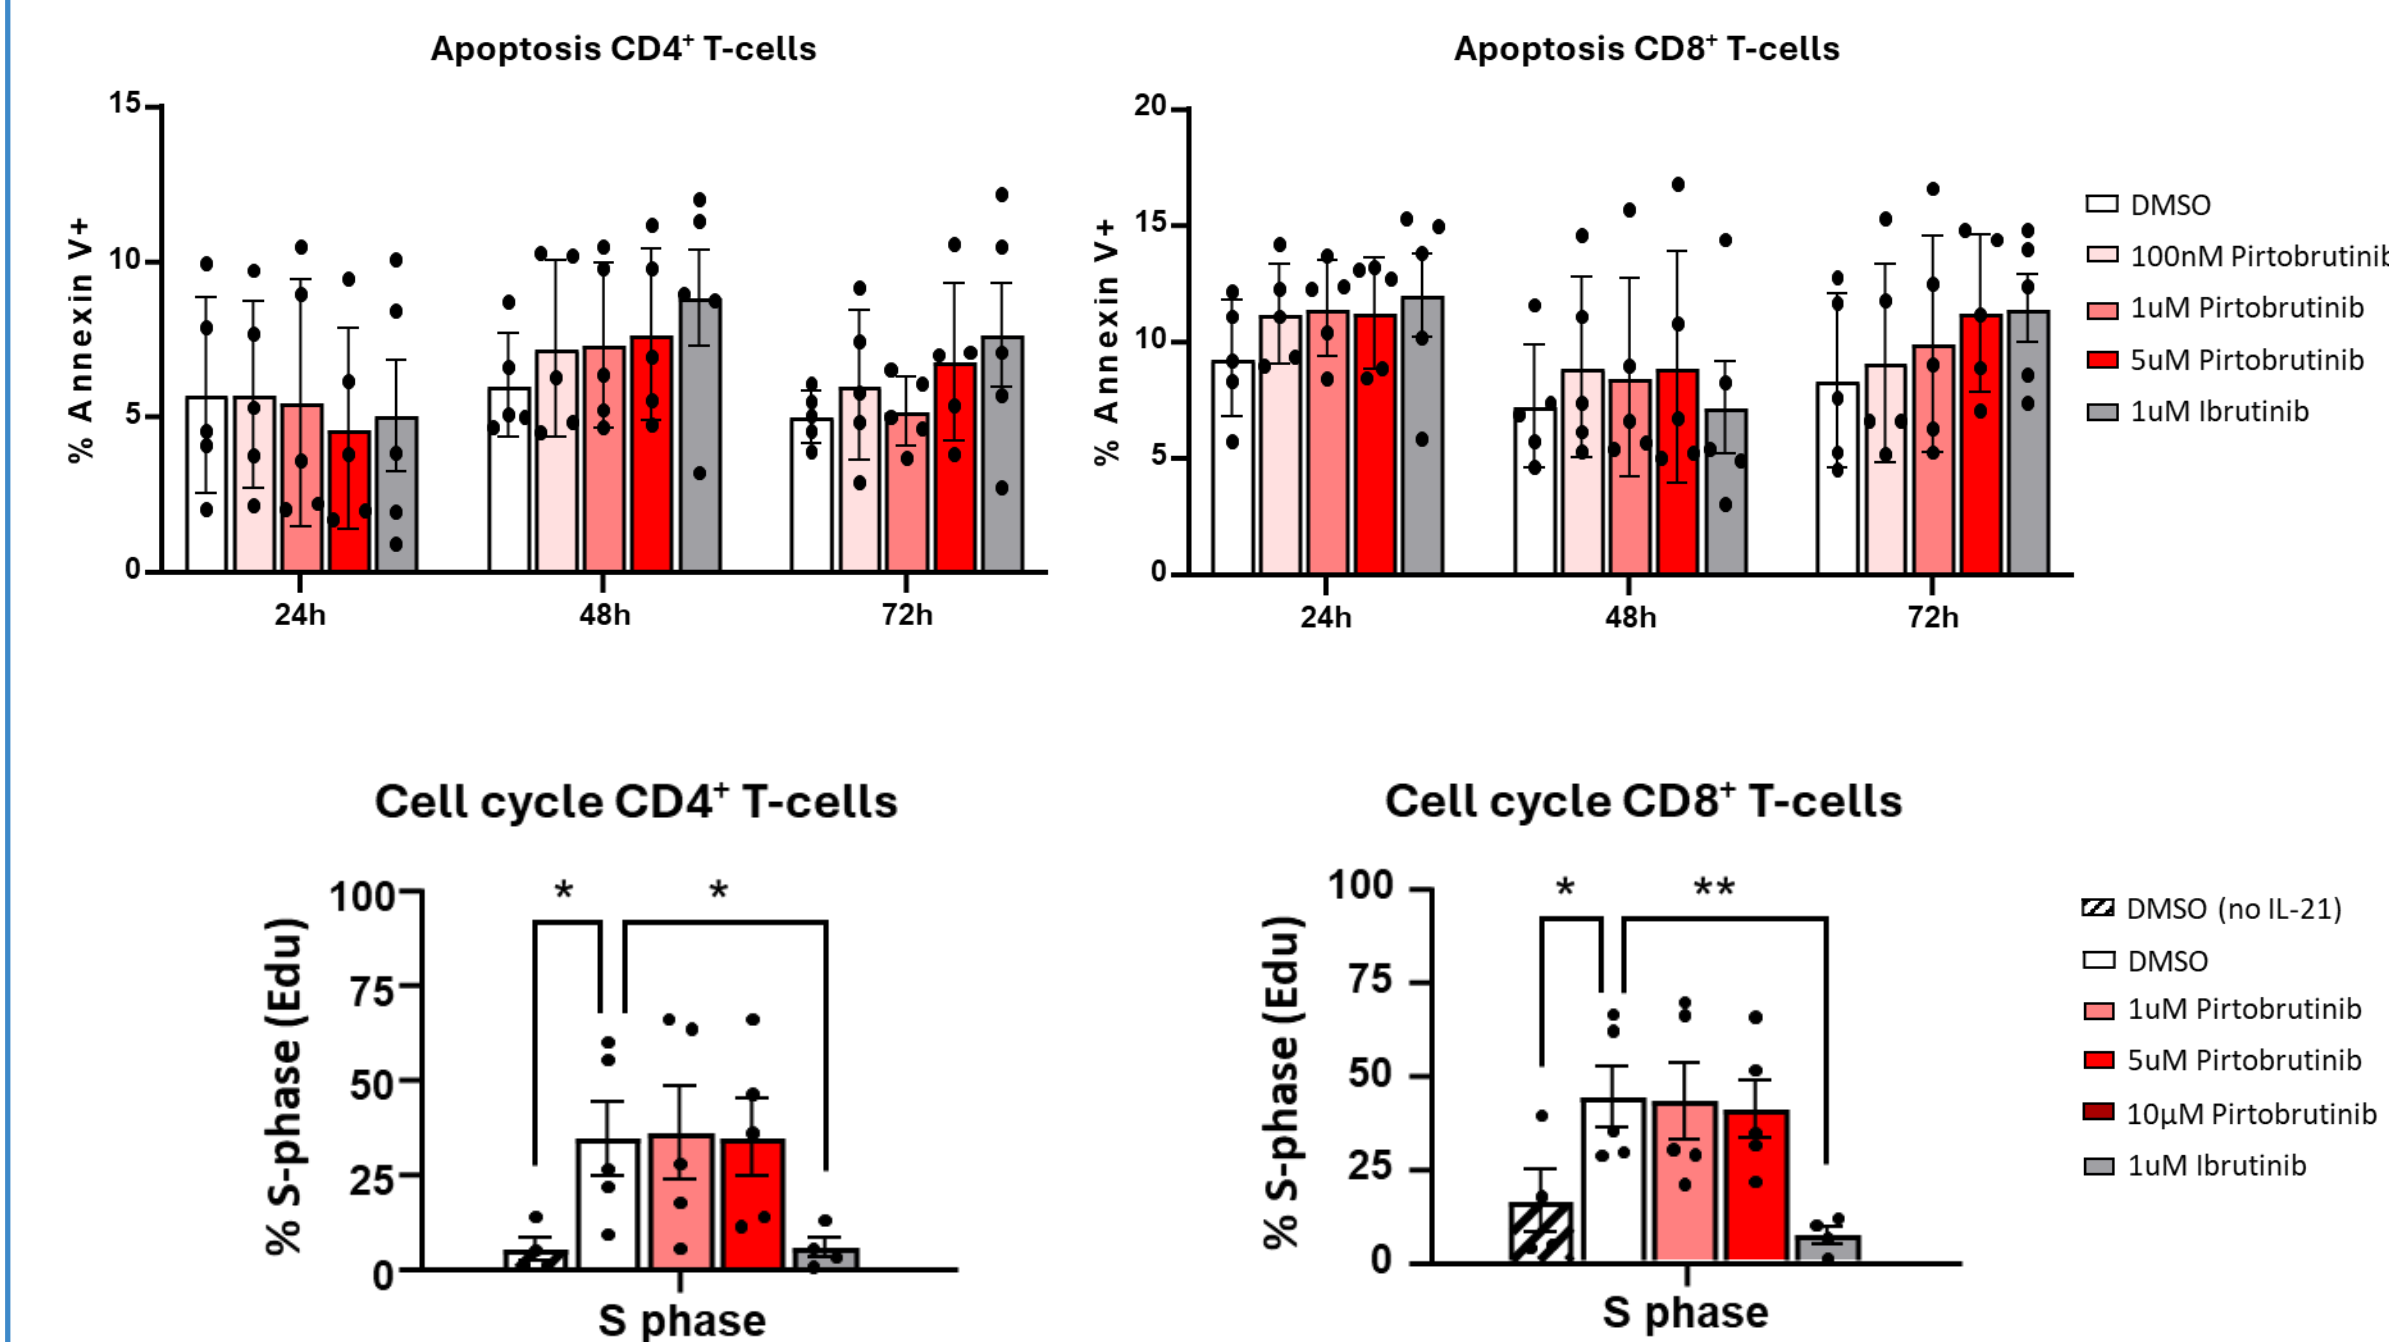 Apoptosis CD4⁺ T-cells
15
10
5
0
% Annexin V+
24h 48h 72h
Apoptosis CD8⁺ T-cells
20
15
10
5
0
% Annexin V+
24h 48h 72h
DMSO
100nM Pirtobrutinib
1uM Pirtobrutinib
5uM Pirtobrutinib
1uM Ibrutinib
Cell cycle CD4⁺ T-cells
100
75
50
25
0
% S-phase (Edu)
* *
S phase
Cell cycle CD8⁺ T-cells
100
75
50
25
0
% S-phase (Edu)
* **
S phase
DMSO (no IL-21)
DMSO
1uM Pirtobrutinib
5uM Pirtobrutinib
10μM Pirtobrutinib
1uM Ibrutinib